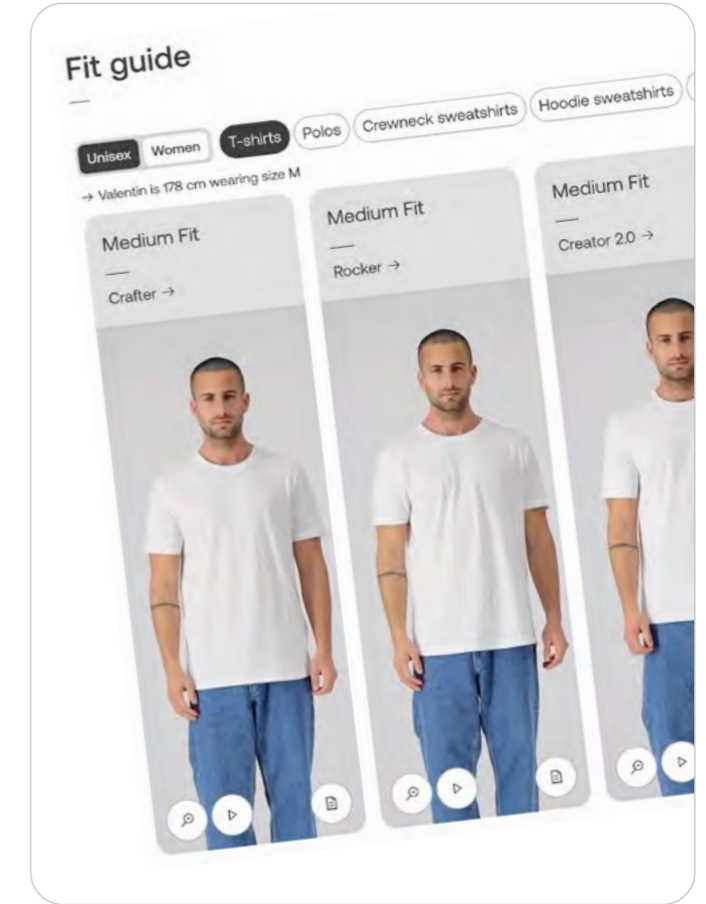 Fit guide
Unisex Women T-shirts Polos Crewneck sweatshirts Hoodie sweatshirts
→ Valentin is 178 cm wearing size M
Medium Fit
Crafter →
Medium Fit
Rocker →
Medium Fit
Creator 2.0 →